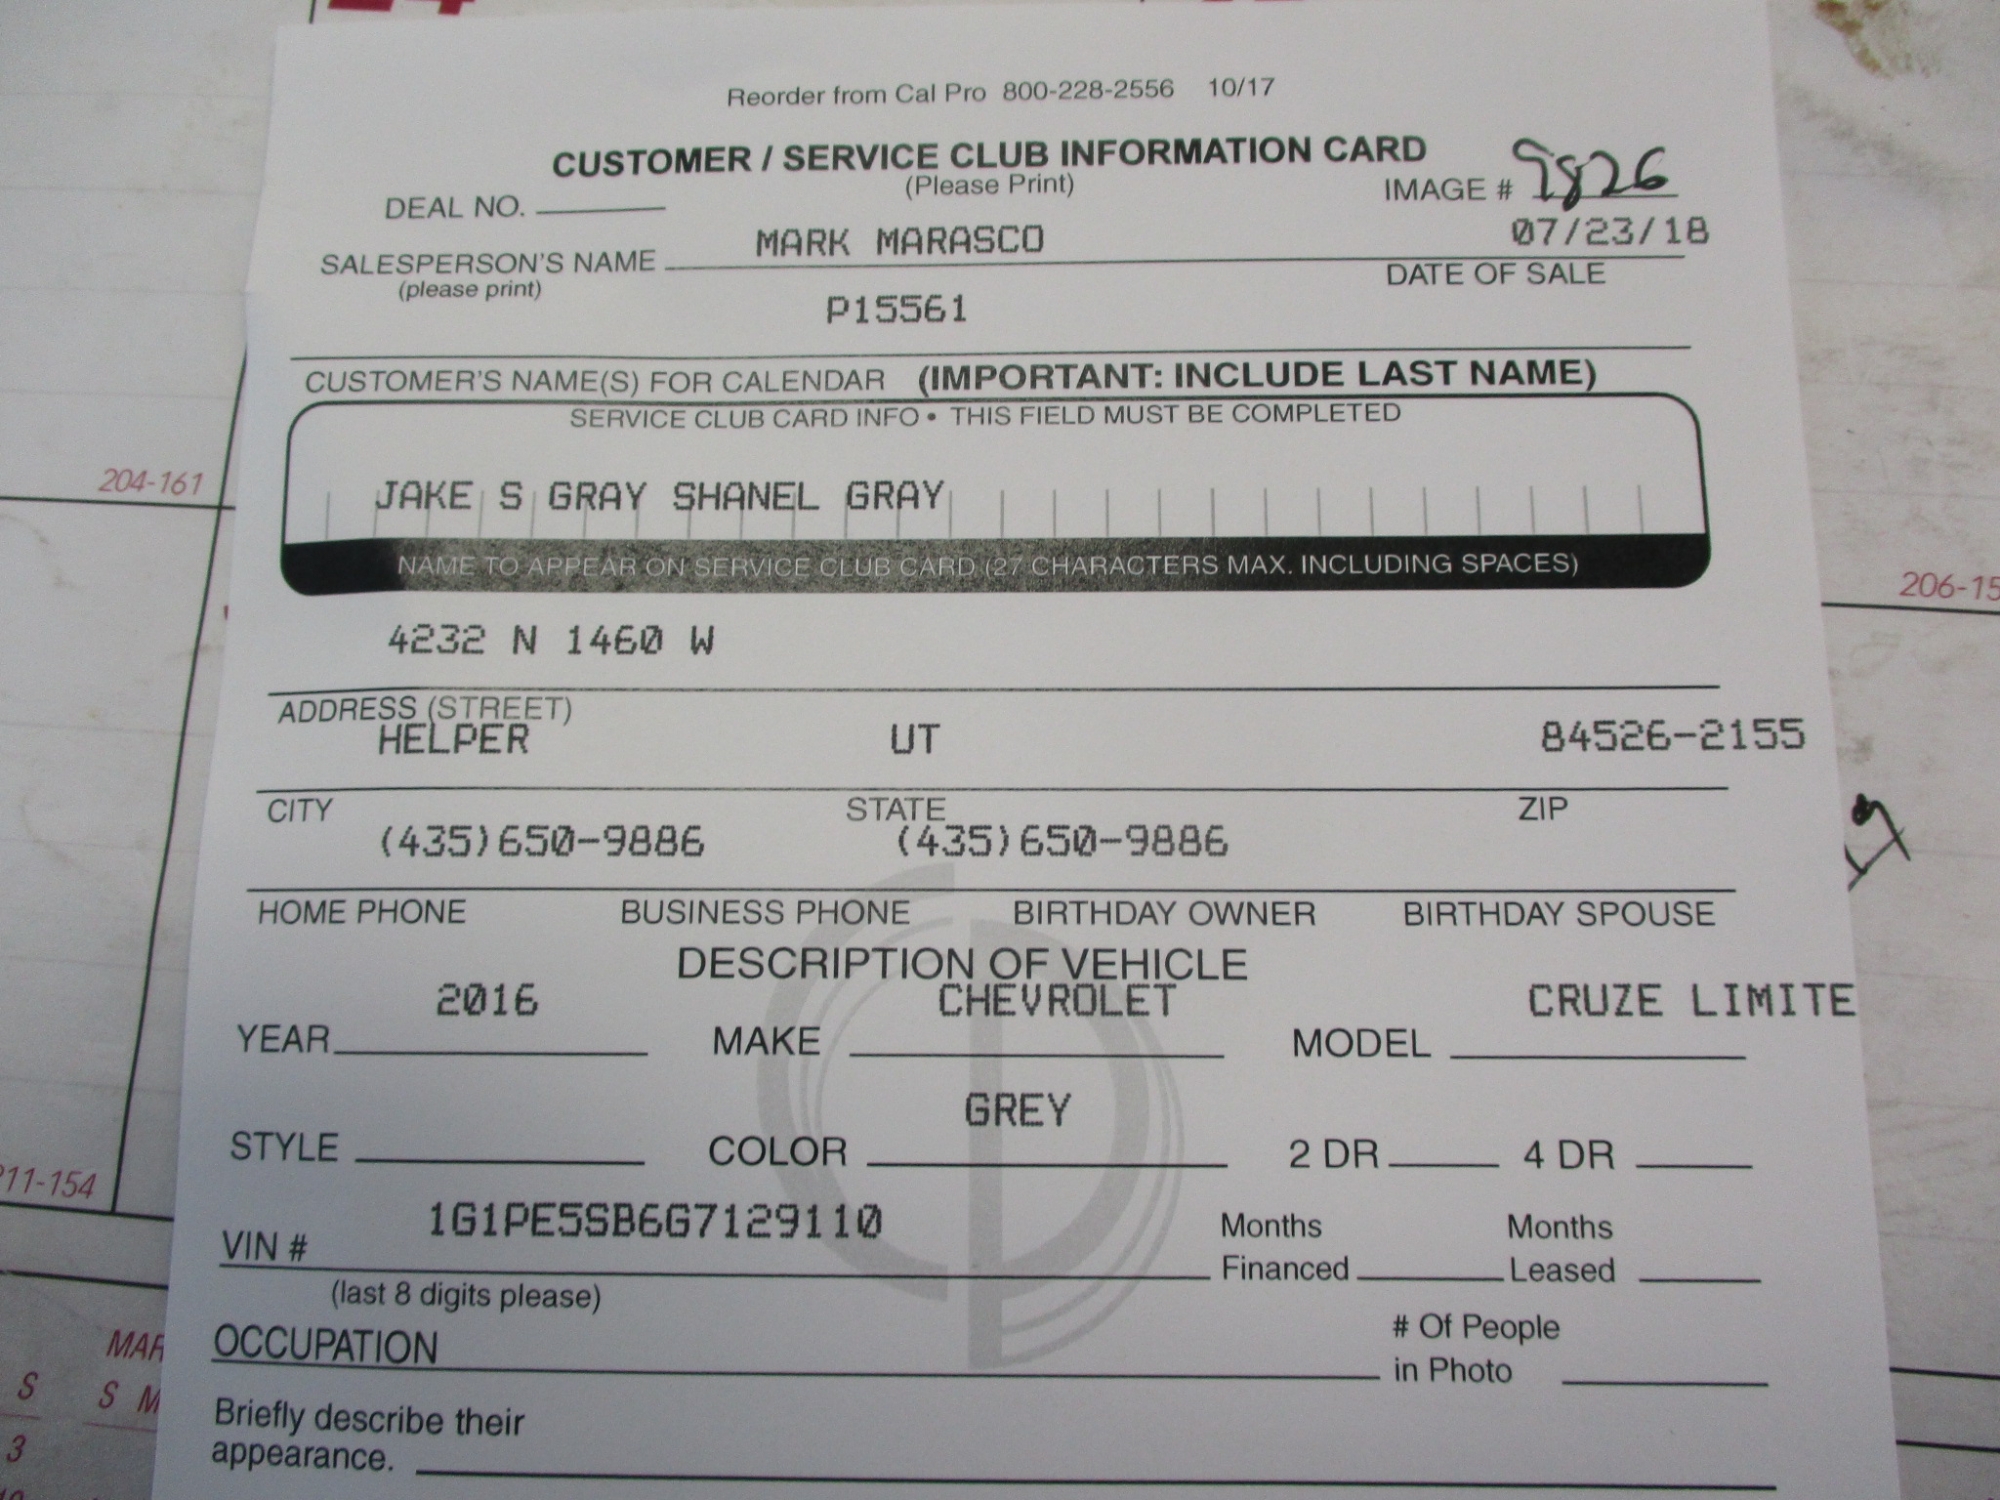 Reorder from Cal Pro 800-228-2556 10/17
CUSTOMER / SERVICE CLUB INFORMATION CARD
(Please Print)
IMAGE # 9826
DEAL NO.
MARK MARASCO
07/23/18
SALESPERSON'S NAME
DATE OF SALE
(please print)
P15561
CUSTOMER'S NAME(S) FOR CALENDAR (IMPORTANT: INCLUDE LAST NAME)
SERVICE CLUB CARD INFO • THIS FIELD MUST BE COMPLETED
JAKE S GRAY SHANEL GRAY
NAME TO APPEAR ON SERVICE CLUB CARD (27 CHARACTERS MAX. INCLUDING SPACES)
4232 N 1460 W
ADDRESS (STREET)
HELPER UT 84526-2155
CITY STATE ZIP
(435)650-9886 (435)650-9886
HOME PHONE BUSINESS PHONE BIRTHDAY OWNER BIRTHDAY SPOUSE
DESCRIPTION OF VEHICLE
2016 CHEVROLET CRUZE LIMITE
YEAR MAKE MODEL
GREY
STYLE COLOR 2 DR 4 DR
1G1PE5SB6G7129110
VIN #
Months Financed
Months Leased
(last 8 digits please)
OCCUPATION
# Of People
in Photo
Briefly describe their
appearance.
204-161
206-15
11-154
MAR
S S M
3